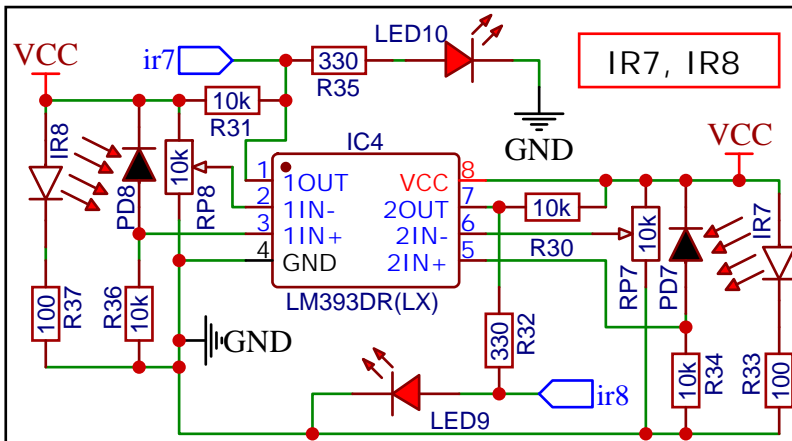 LED10
ir7
330
R35
IR7, IR8
VCC
10k
R31
GND
VCC
IR8
PD8
10k
RP8
IC4
1 1OUT VCC 8
2 1IN- 2OUT 7
3 1IN+ 2IN- 6
4 GND 2IN+ 5
LM393DR(LX)
10k
R30
10k
RP7
PD7
IR7
100
R37
R36
10k
GND
330
R32
10k
R34
R33
100
LED9
ir8